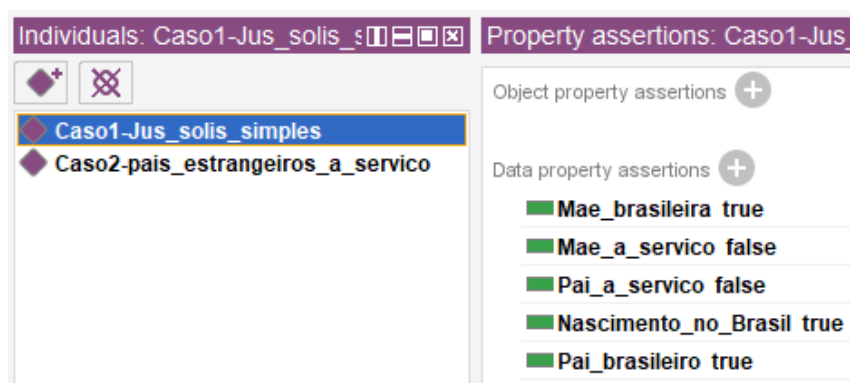 Individuals: Caso1-Jus_solis_s
Caso1-Jus_solis_simples
Caso2-pais_estrangeiros_a_servico
Property assertions: Caso1-Jus_
Object property assertions
Data property assertions
Mae_brasileira true
Mae_a_servico false
Pai_a_servico false
Nascimento_no_Brasil true
Pai_brasileiro true